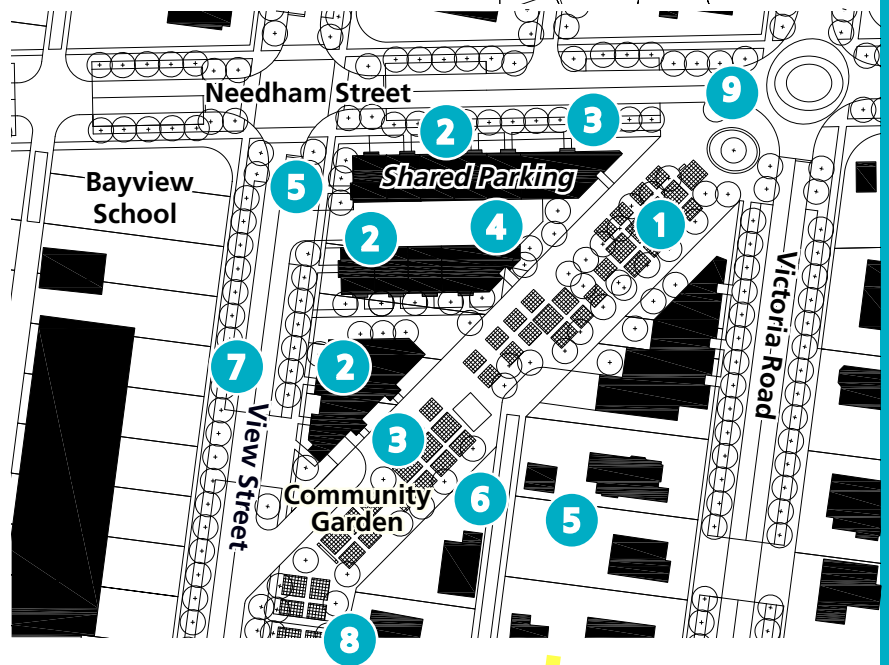 Needham Street
9
2
3
Shared Parking
Bayview
School
5
1
2
4
Victoria Road
7
2
View Street
3
Community
Garden
6
5
8